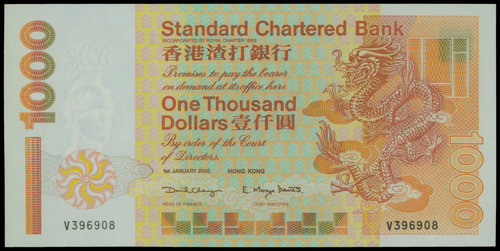 1000
Standard Chartered Bank
INCORPORATED BY ROYAL CHARTER 1853
香港渣打銀行
Promises to pay the bearer
on demand at its office here
One Thousand
Dollars 壹仟圓
By order of the Court
of Directors.
1st JANUARY 2000 HONG KONG
HEAD OF FINANCE CHIEF EXECUTIVE
V396908
V396908
1000